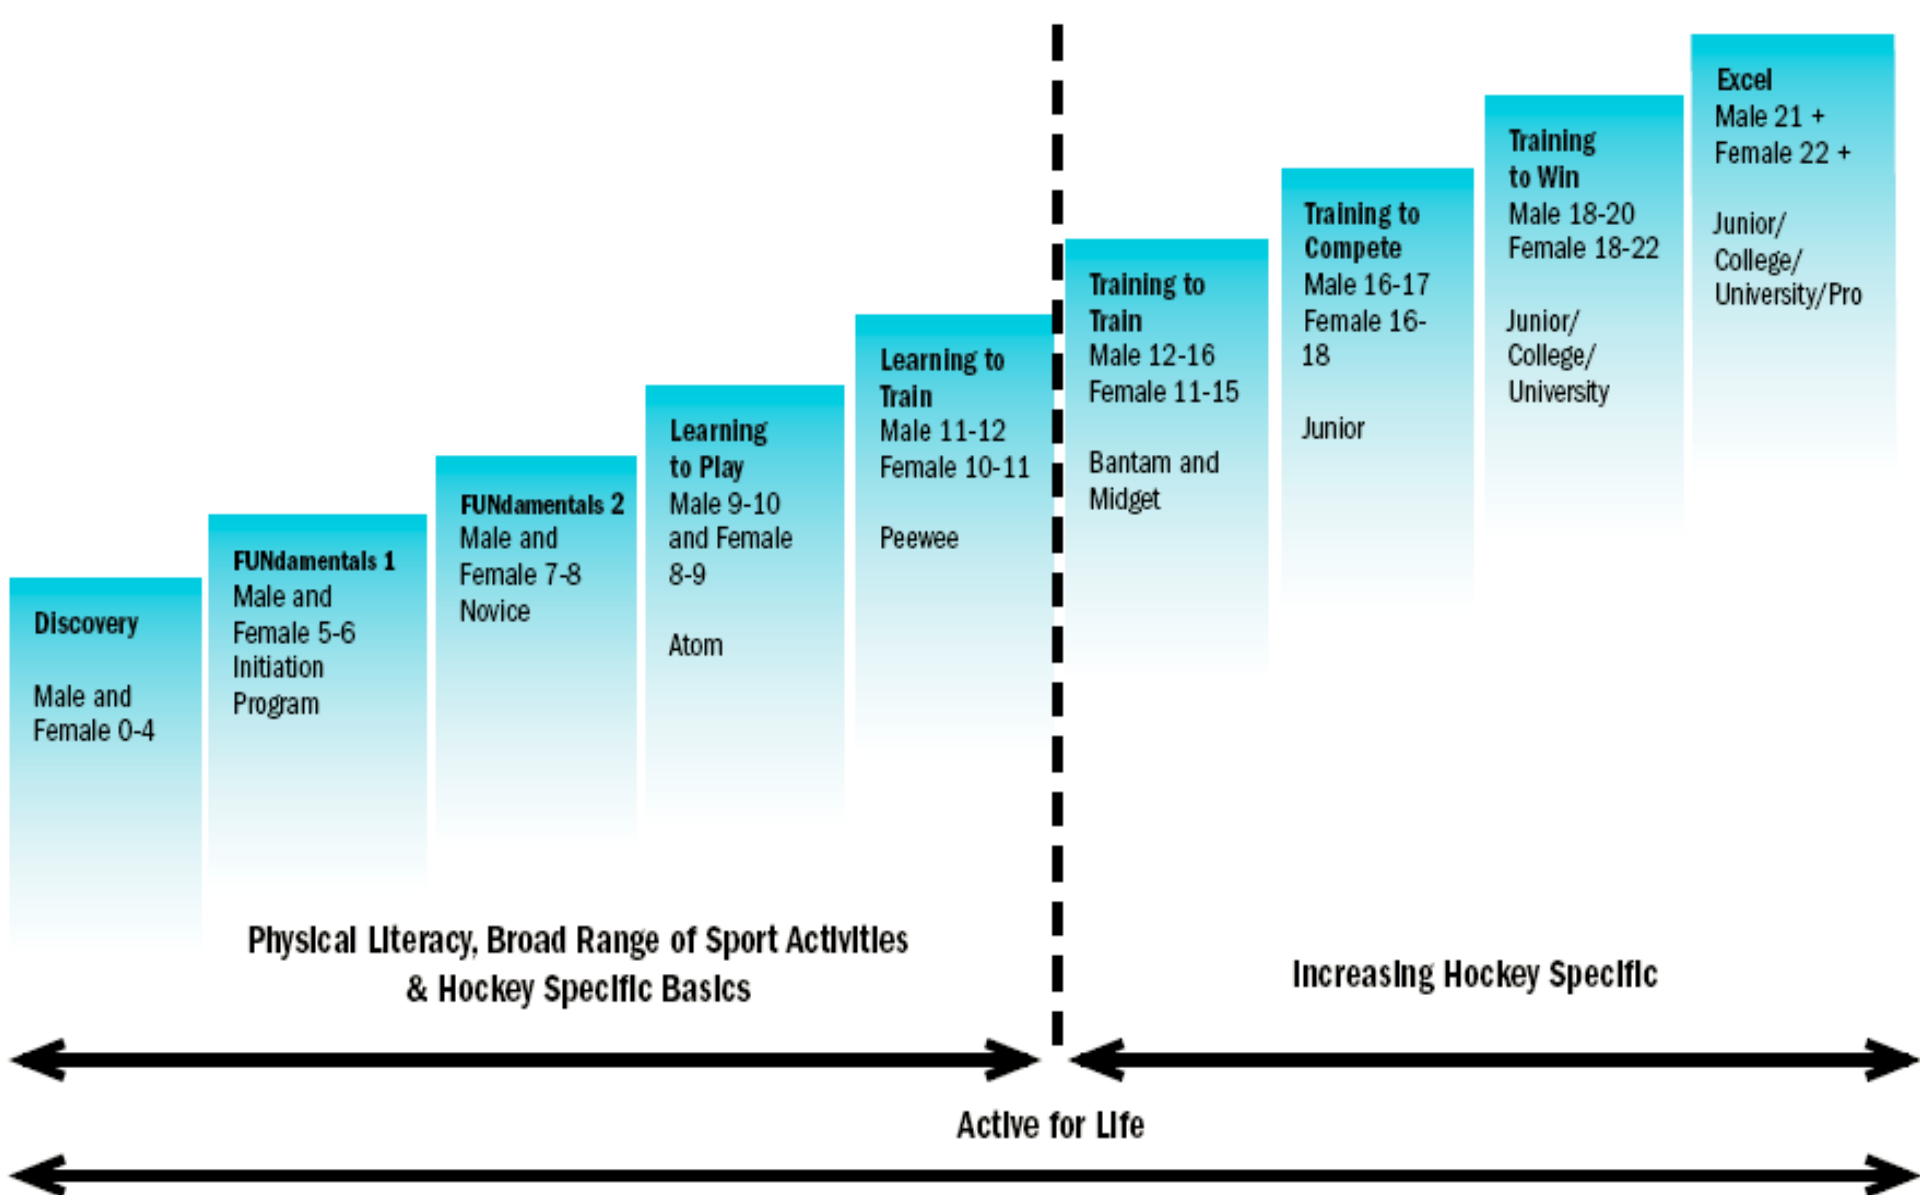 Discovery
Male and
Female 0-4
FUNdamentals 1
Male and
Female 5-6
Initiation
Program
FUNdamentals 2
Male and
Female 7-8
Novice
Learning
to Play
Male 9-10
and Female
8-9
Atom
Learning to
Train
Male 11-12
Female 10-11
Peewee
Training to
Train
Male 12-16
Female 11-15
Bantam and
Midget
Training to
Compete
Male 16-17
Female 16-
18
Junior
Training
to Win
Male 18-20
Female 18-22
Junior/
College/
University
Excel
Male 21 +
Female 22 +
Junior/
College/
University/Pro
Physical Literacy, Broad Range of Sport Activities
& Hockey Specific Basics
Increasing Hockey Specific
Active for Life